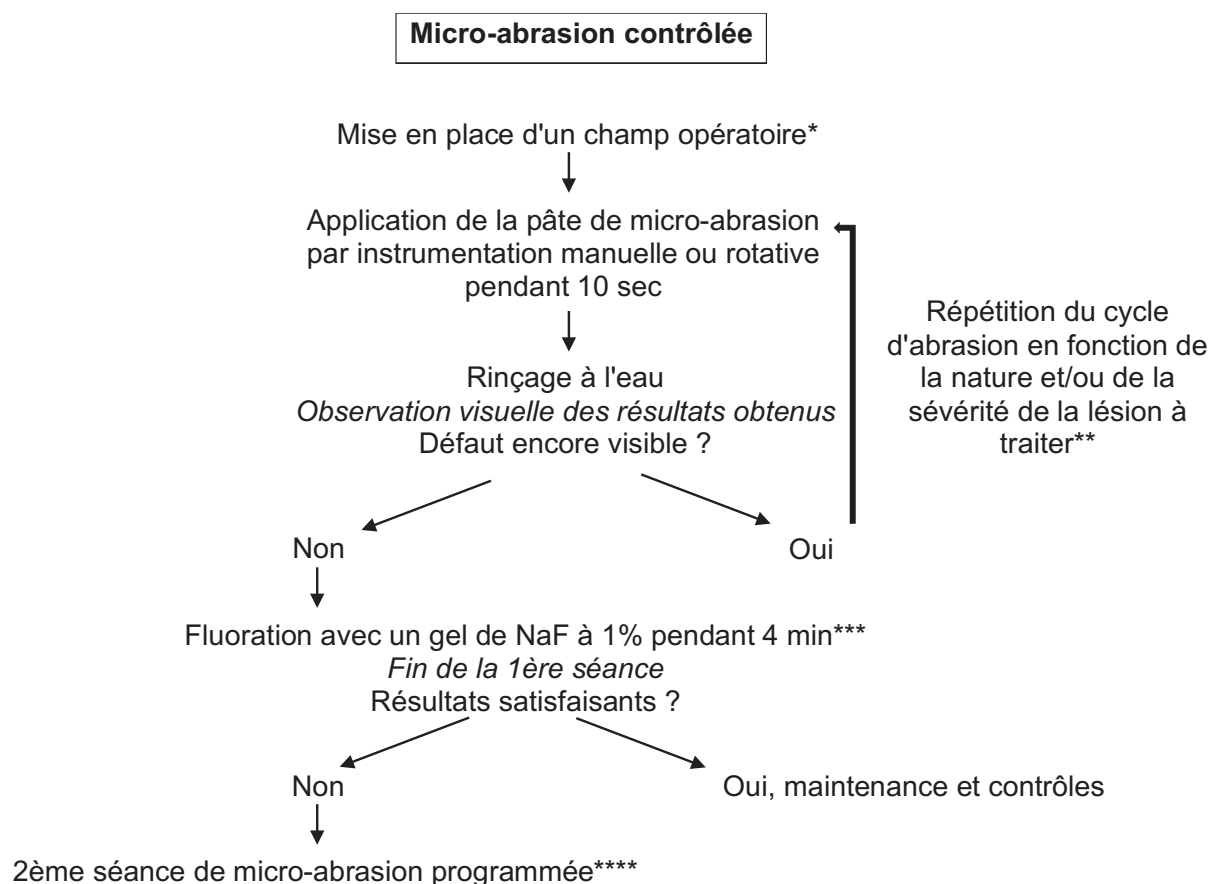 Micro-abrasion contrôlée
Mise en place d'un champ opératoire*
Application de la pâte de micro-abrasion
par instrumentation manuelle ou rotative
pendant 10 sec
Répétition du cycle
d'abrasion en fonction de
la nature et/ou de la
sévérité de la lésion à
traiter**
Rinçage à l'eau
Observation visuelle des résultats obtenus
Défaut encore visible ?
Non
Oui
Fluoration avec un gel de NaF à 1% pendant 4 min***
Fin de la 1ère séance
Résultats satisfaisants ?
Non
Oui, maintenance et contrôles
2ème séance de micro-abrasion programmée****